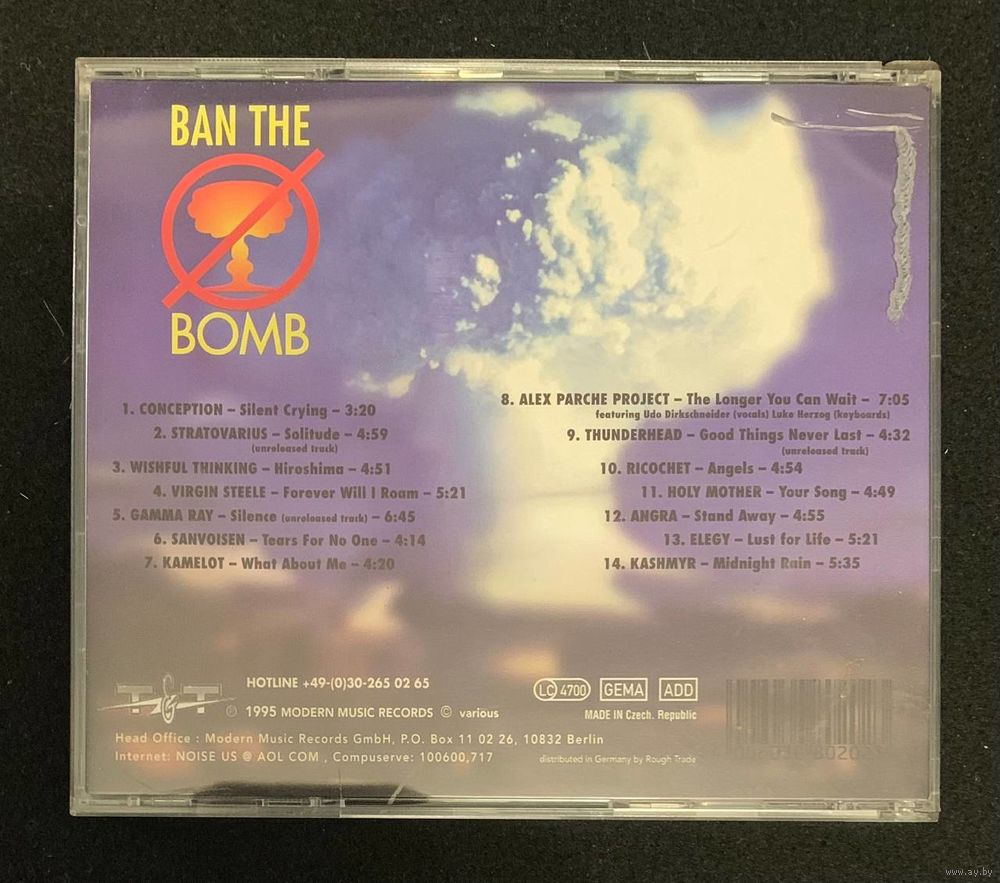 BAN THE
BOMB
1. CONCEPTION – Silent Crying – 3:20
2. STRATOVARIUS – Solitude – 4:59
(unreleased track)
3. WISHFUL THINKING – Hiroshima – 4:51
4. VIRGIN STEELE – Forever Will I Roam – 5:21
5. GAMMA RAY – Silence (unreleased track) – 6:45
6. SANVOISEN – Tears For No One – 4:14
7. KAMELOT – What About Me – 4:20
8. ALEX PARCHE PROJECT – The Longer You Can Wait – 7:05
featuring Udo Dirkschneider (vocals) Luke Herzog (keyboards)
9. THUNDERHEAD – Good Things Never Last – 4:32
(unreleased track)
10. RICOCHET – Angels – 4:54
11. HOLY MOTHER – Your Song – 4:49
12. ANGRA – Stand Away – 4:55
13. ELEGY – Lust for Life – 5:21
14. KASHMYR – Midnight Rain – 5:35
T&T
HOTLINE +49-(0)30-265 02 65
℗ 1995 MODERN MUSIC RECORDS © various
Head Office : Modern Music Records GmbH, P.O. Box 11 02 26, 10832 Berlin
Internet: NOISE US @ AOL COM , Compuserve: 100600,717
LC 4700 GEMA ADD
MADE IN Czech. Republic
distributed in Germany by Rough Trade
www.ay.by